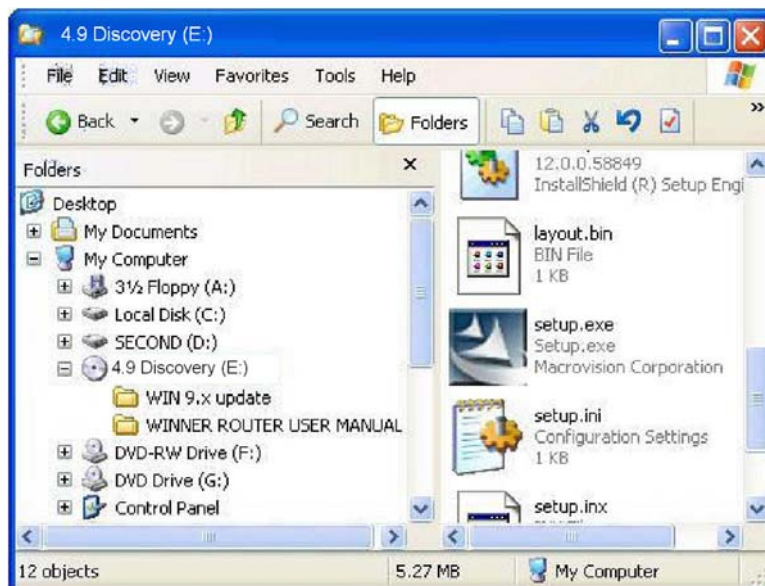 4.9 Discovery (E:)
File Edit View Favorites Tools Help
Back Search Folders »
Folders
Desktop
My Documents
My Computer
3½ Floppy (A:)
Local Disk (C:)
SECOND (D:)
4.9 Discovery (E:)
WIN 9.x update
WINNER ROUTER USER MANUAL
DVD-RW Drive (F:)
DVD Drive (G:)
Control Panel
12.0.0.58849
InstallShield (R) Setup Engi
layout.bin
BIN File
1 KB
setup.exe
Setup.exe
Macrovision Corporation
setup.ini
Configuration Settings
1 KB
setup.inx
12 objects 5.27 MB My Computer